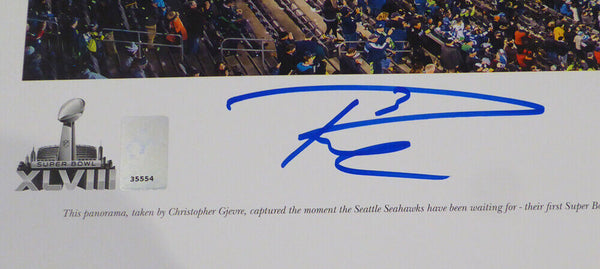 3
SUPER BOWL
XLVIII
35554
This panorama, taken by Christopher Gjevre, captured the moment the Seattle Seahawks have been waiting for - their first Super Bo